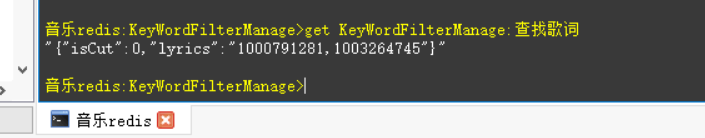 音乐redis:KeyWordFilterManage>get KeyWordFilterManage:查找歌词
"{"isCut":0,"lyrics":"1000791281,1003264745"}"
音乐redis:KeyWordFilterManage>
音乐redis